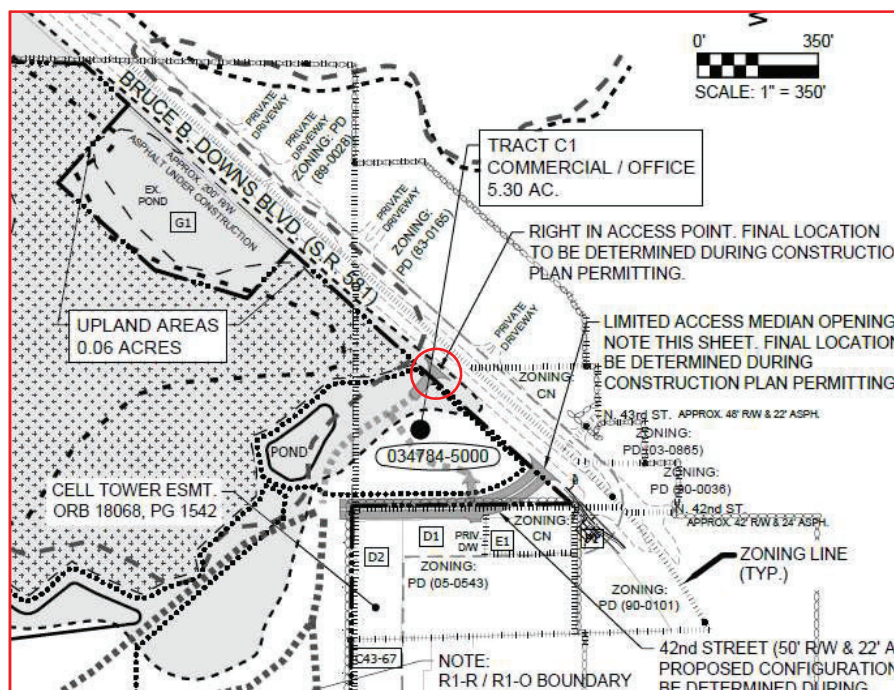 0' 350'
SCALE: 1" = 350'
BRUCE B. DOWNS BLVD. (S.R. 581)
APPROX. 200' R/W
ASPHALT UNDER CONSTRUCTION
PRIVATE
DRIVEWAY
PRIVATE
DRIVEWAY
ZONING: PD
(89-0028)
PRIVATE
DRIVEWAY
ZONING:
PD (83-0165)
PRIVATE
DRIVEWAY
TRACT C1
COMMERCIAL / OFFICE
5.30 AC.
EX.
POND
G1
RIGHT IN ACCESS POINT. FINAL LOCATION
TO BE DETERMINED DURING CONSTRUCTIO
PLAN PERMITTING.
UPLAND AREAS
0.06 ACRES
LIMITED ACCESS MEDIAN OPENING
NOTE THIS SHEET. FINAL LOCATION
BE DETERMINED DURING
CONSTRUCTION PLAN PERMITTING
ZONING:
CN
N. 43rd ST. APPROX. 48' R/W & 22' ASPH.
ZONING:
PD (03-0865)
POND
034784-5000
ZONING:
PD (90-0036)
CELL TOWER ESMT.
ORB 18068, PG 1542
N. 42nd ST.
APPROX. 42' R/W & 24' ASPH.
D1
PRIV.
D/W
E1
ZONING:
CN
D2
ZONING:
PD (05-0543)
ZONING LINE
(TYP.)
ZONING:
PD (90-0101)
C43-67
NOTE:
R1-R / R1-O BOUNDARY
42nd STREET (50' R/W & 22' A
PROPOSED CONFIGURATION
BE DETERMINED DURING